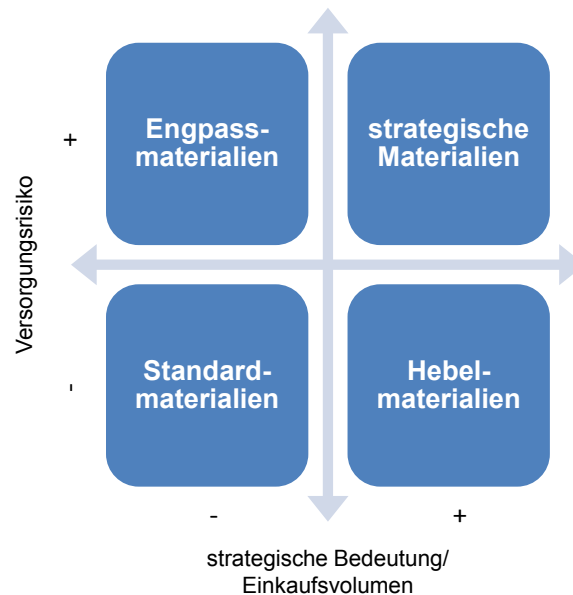 Versorgungsrisiko
+
Engpass-
materialien
strategische
Materialien
-
Standard-
materialien
Hebel-
materialien
-
+
strategische Bedeutung/
Einkaufsvolumen